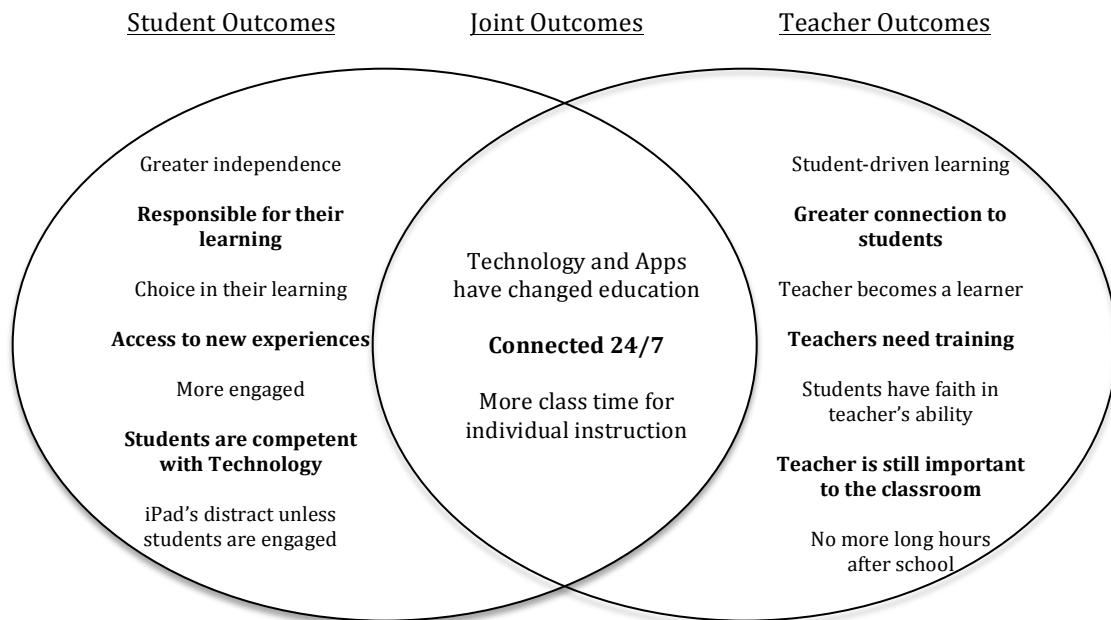 Student Outcomes
Joint Outcomes
Teacher Outcomes
Greater independence
Responsible for their
learning
Choice in their learning
Access to new experiences
More engaged
Students are competent
with Technology
iPad’s distract unless
students are engaged
Technology and Apps
have changed education
Connected 24/7
More class time for
individual instruction
Student-driven learning
Greater connection to
students
Teacher becomes a learner
Teachers need training
Students have faith in
teacher’s ability
Teacher is still important
to the classroom
No more long hours
after school